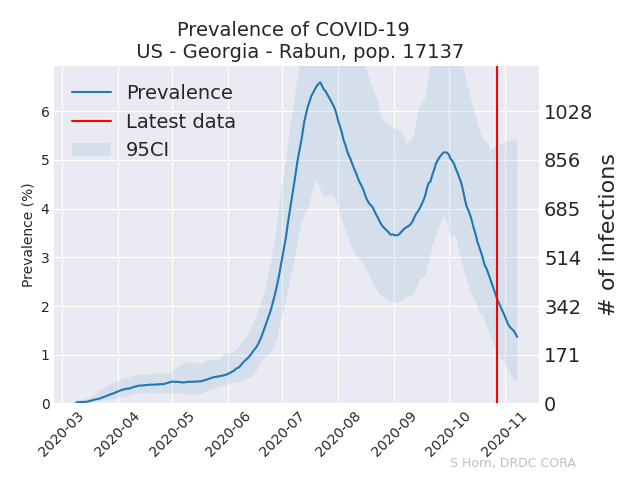 Prevalence of COVID-19
US - Georgia - Rabun, pop. 17137
Prevalence
Latest data
95CI
Prevalence (%)
6
5
4
3
2
1
0
1028
856
685
514
342
171
0
# of infections
2020-03
2020-04
2020-05
2020-06
2020-07
2020-08
2020-09
2020-10
2020-11
S Horn, DRDC CORA